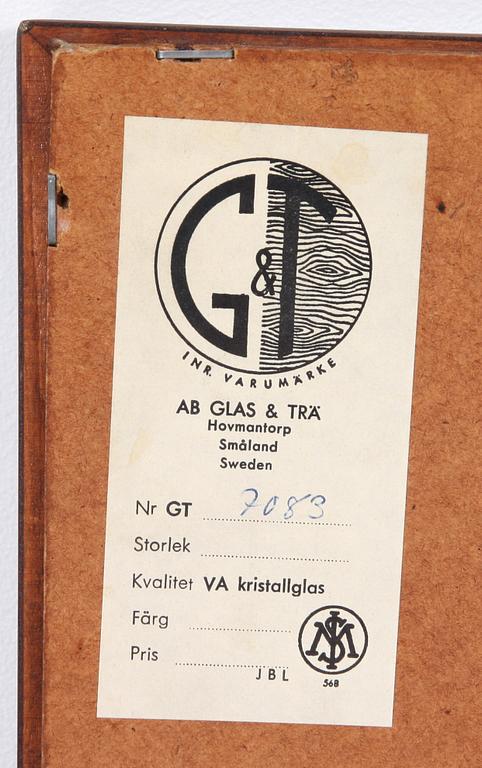 G&T
INR. VARUMÄRKE
AB GLAS & TRÄ
Hovmantorp
Småland
Sweden
Nr GT 7083
Storlek
Kvalitet VA kristallglas
Färg
Pris
JBL
568